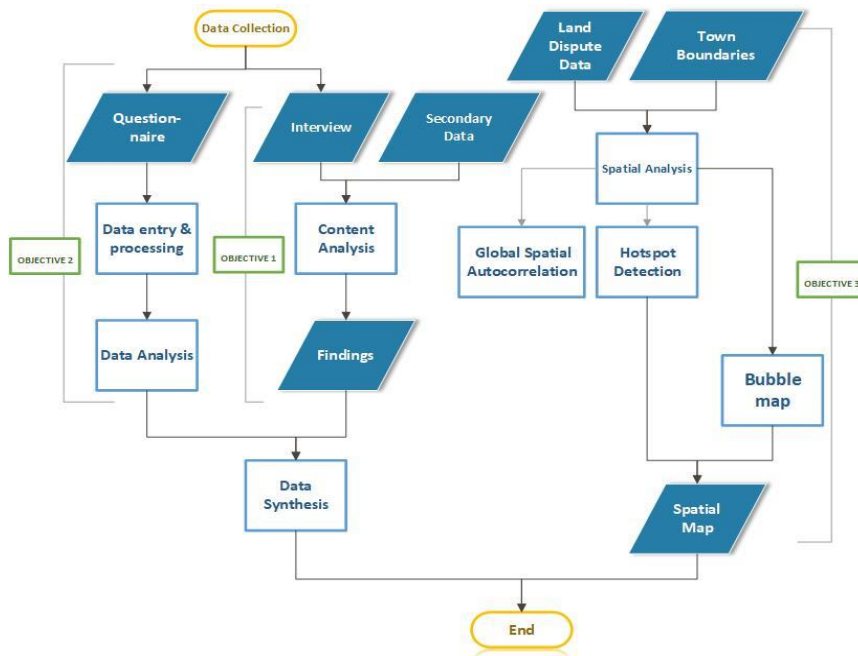 Data Collection
Land
Dispute
Data
Town
Boundaries
Question-
naire
Interview
Secondary
Data
Spatial Analysis
Data entry &
processing
Content
Analysis
Global Spatial
Autocorrelation
Hotspot
Detection
OBJECTIVE 2
OBJECTIVE 1
OBJECTIVE 3
Data Analysis
Findings
Bubble
map
Data
Synthesis
Spatial
Map
End